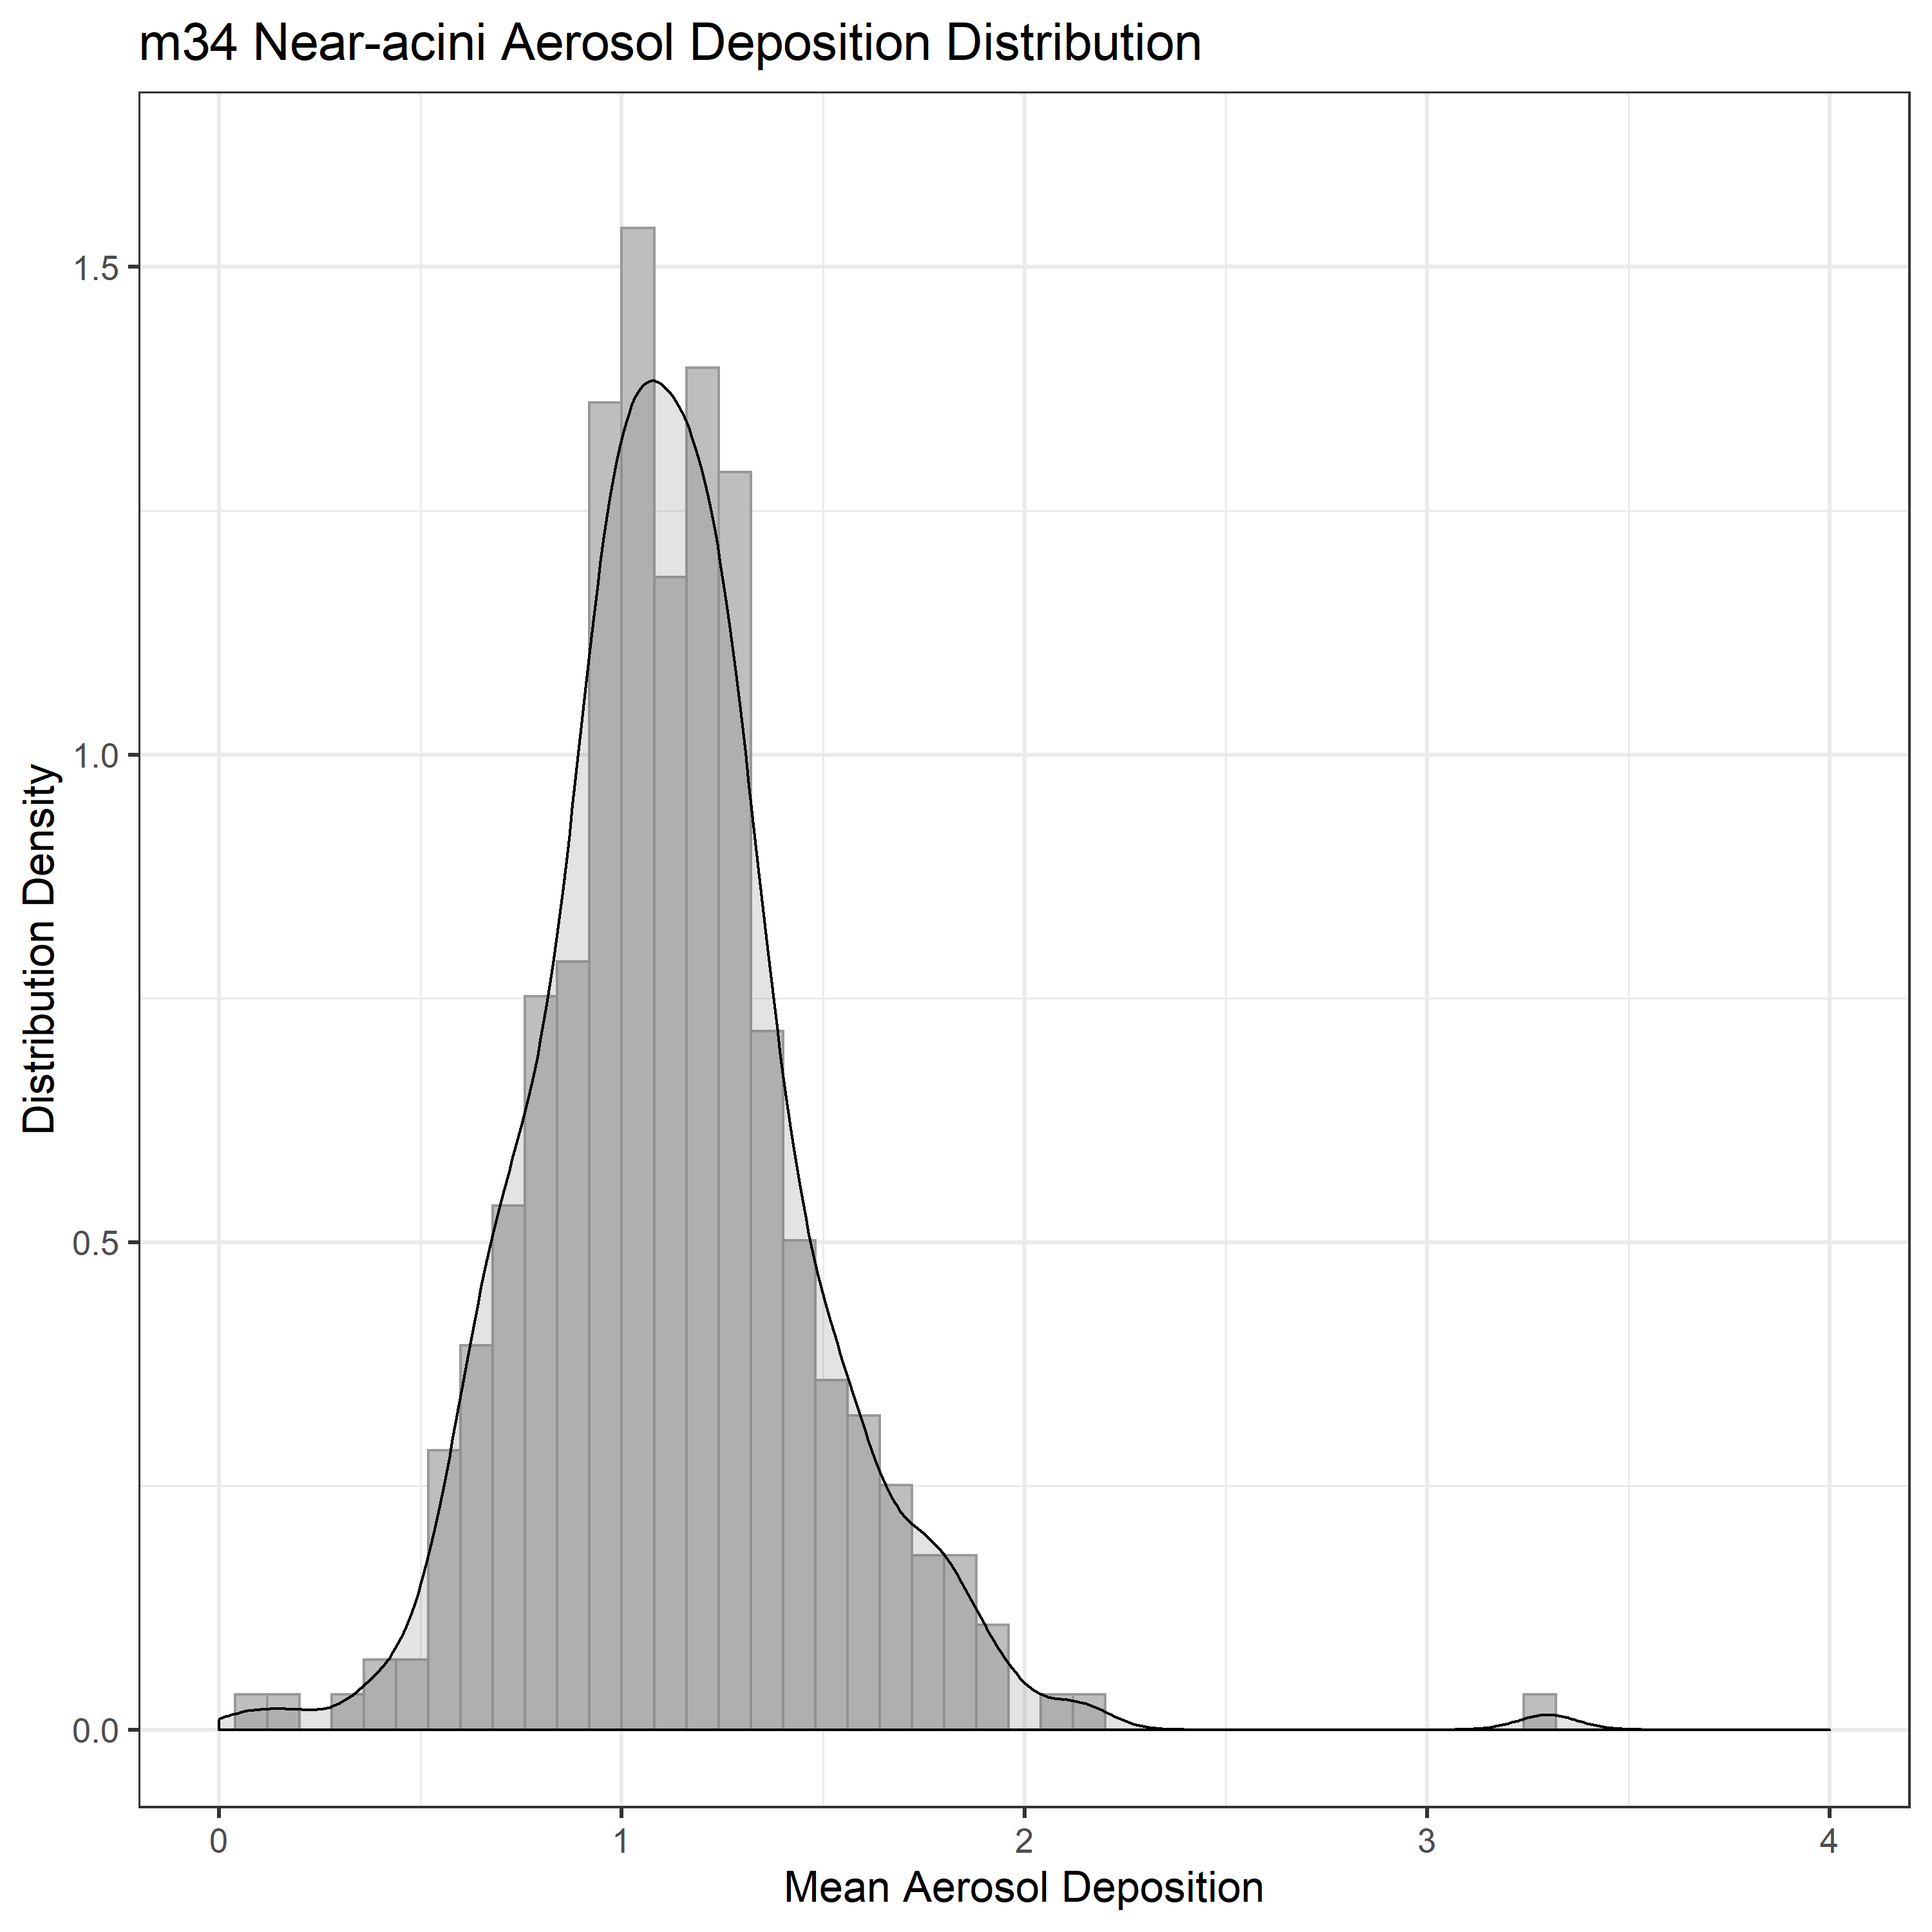 m34 Near-acini Aerosol Deposition Distribution
Distribution Density
1.5
1.0
0.5
0.0
0 1 2 3 4
Mean Aerosol Deposition